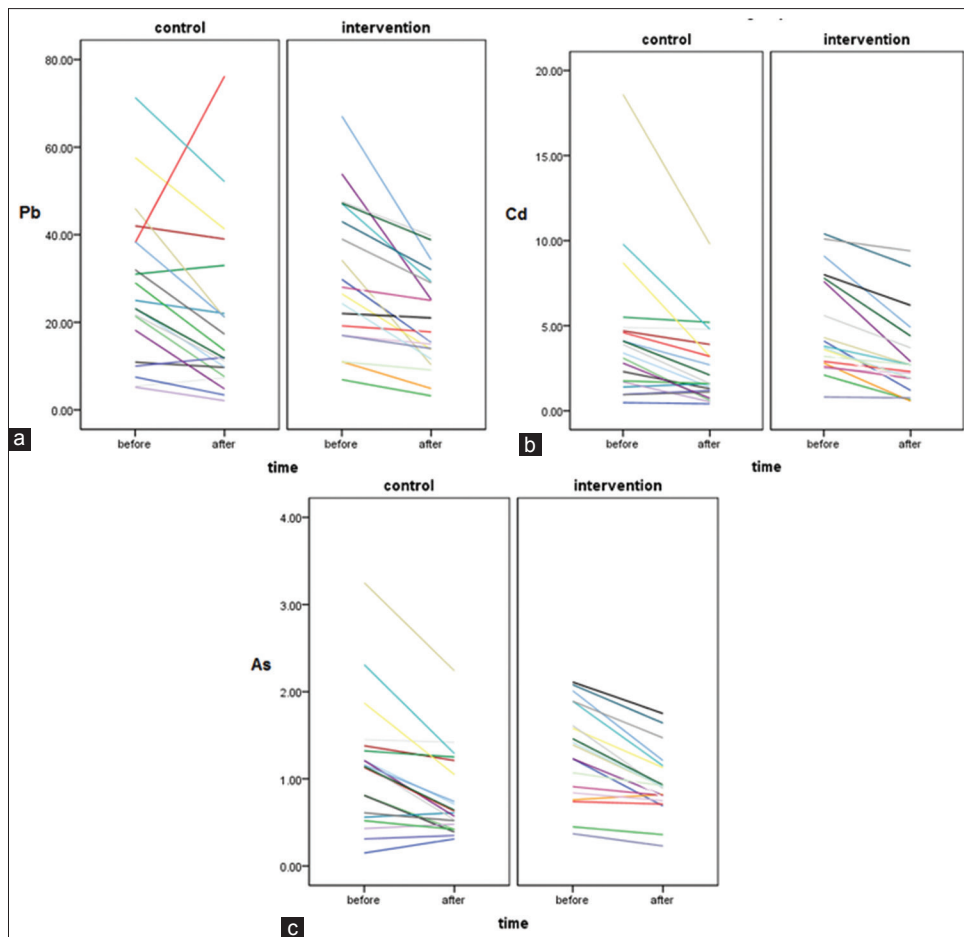 control intervention
80.00
60.00
Pb
40.00
20.00
0.00
before after before after
a
time
control intervention
20.00
15.00
Cd
10.00
5.00
0.00
before after before after
b
time
control intervention
4.00
3.00
As
2.00
1.00
0.00
before after before after
c
time